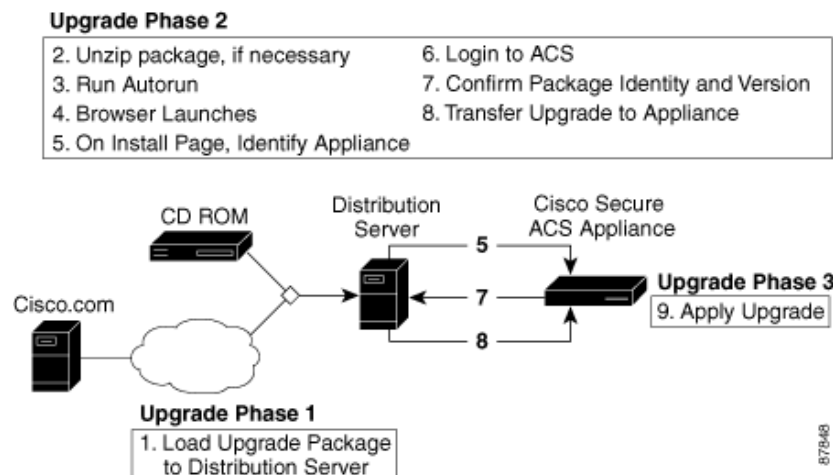 Upgrade Phase 2
2. Unzip package, if necessary
3. Run Autorun
4. Browser Launches
5. On Install Page, Identify Appliance
6. Login to ACS
7. Confirm Package Identity and Version
8. Transfer Upgrade to Appliance
CD ROM
Distribution
Server
Cisco Secure
ACS Appliance
5
7
8
Upgrade Phase 3
9. Apply Upgrade
Cisco.com
Upgrade Phase 1
1. Load Upgrade Package
to Distribution Server
87848